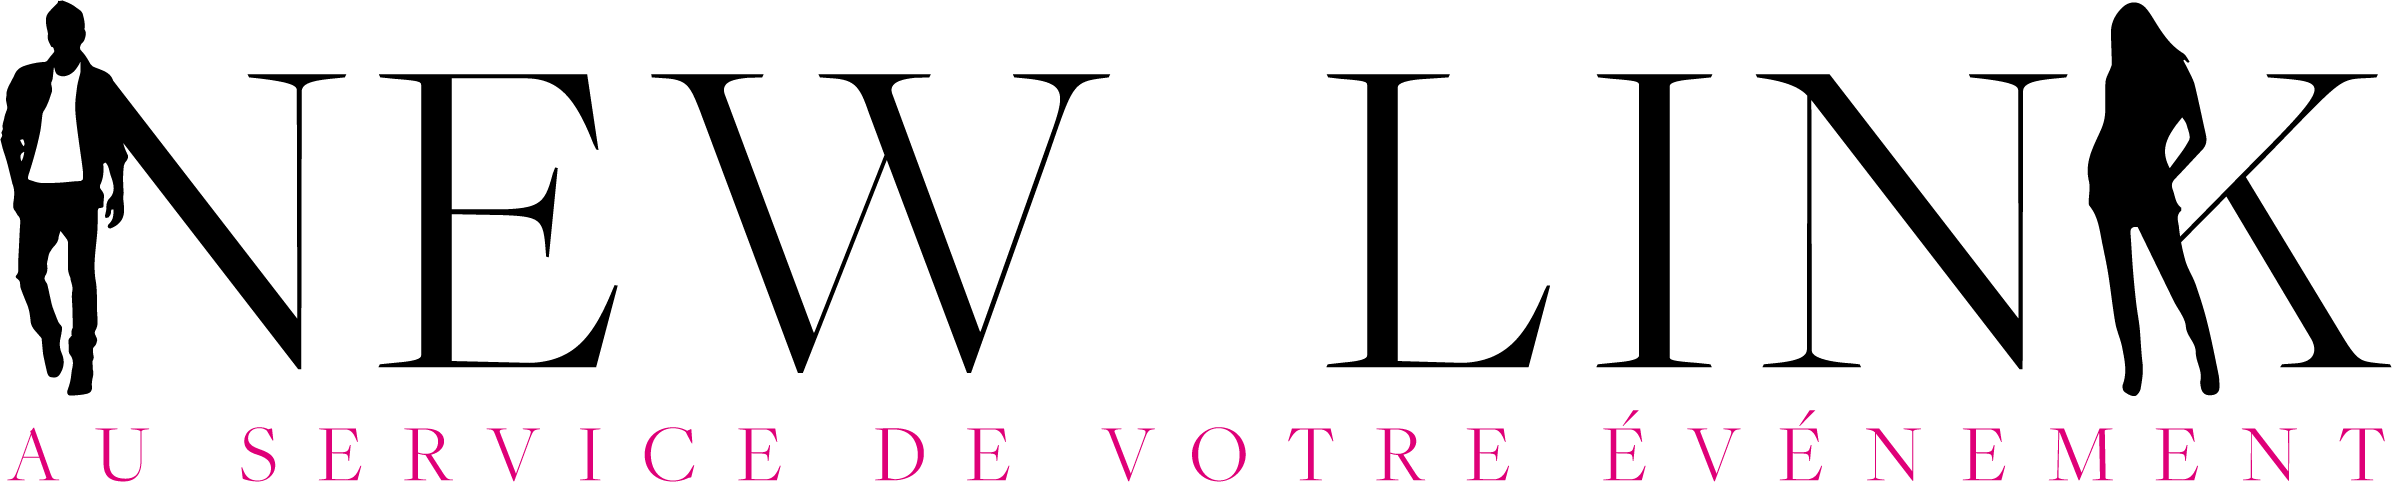 NEW LINK
AU SERVICE DE VOTRE ÉVÉNEMENT